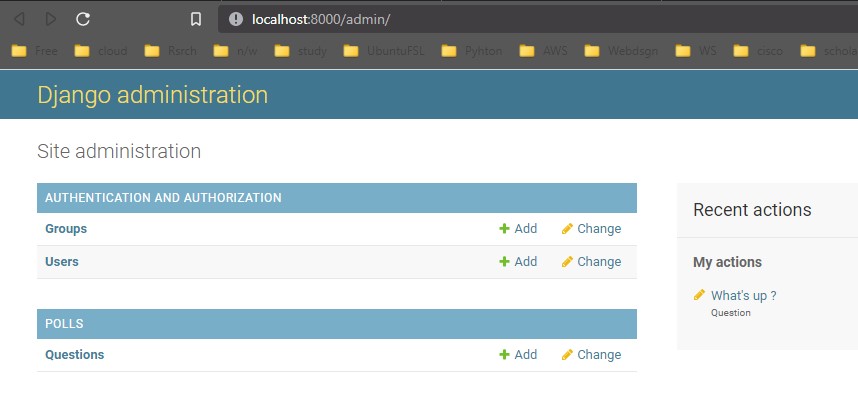 localhost:8000/admin/
Free cloud Rsrch n/w study UbuntuFSL Pyhton AWS Webdsgn WS cisco schola
Django administration
Site administration
AUTHENTICATION AND AUTHORIZATION
Groups Add Change
Users Add Change
POLLS
Questions Add Change
Recent actions
My actions
What's up ?
Question